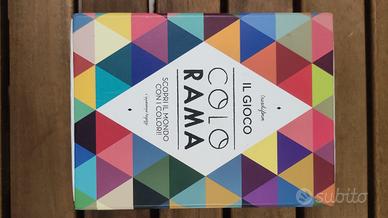 IL GIOCO
COLO
RAMA
SCOPRI IL MONDO
CON I COLORI!
subito